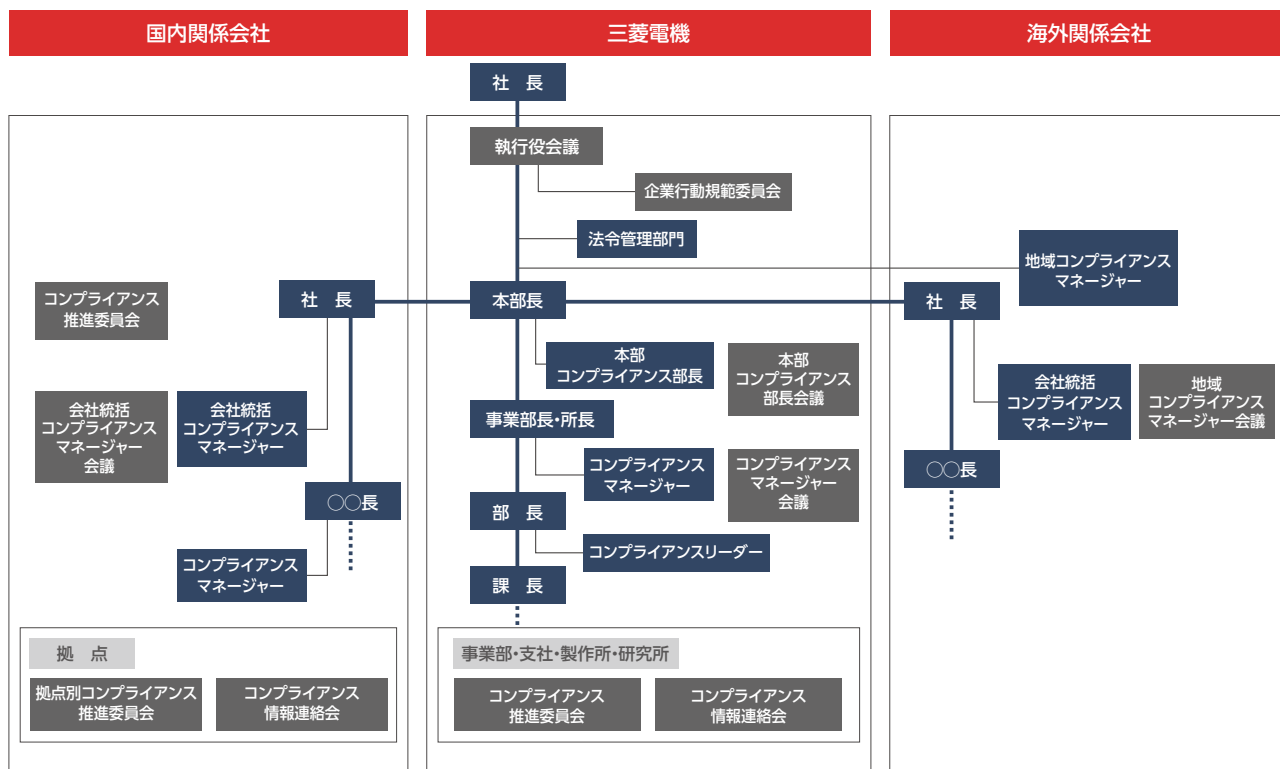 国内関係会社
三菱電機
海外関係会社
社 長
執行役会議
企業行動規範委員会
法令管理部門
地域コンプライアンス
マネージャー
コンプライアンス
推進委員会
社 長
本部長
社 長
本部
コンプライアンス部長
本部
コンプライアンス
部長会議
会社統括
コンプライアンス
マネージャー
会議
会社統括
コンプライアンス
マネージャー
事業部長・所長
会社統括
コンプライアンス
マネージャー
地域
コンプライアンス
マネージャー会議
コンプライアンス
マネージャー
コンプライアンス
マネージャー
会議
〇〇長
〇〇長
部 長
コンプライアンスリーダー
コンプライアンス
マネージャー
課 長
拠 点
拠点別コンプライアンス
推進委員会
コンプライアンス
情報連絡会
事業部・支社・製作所・研究所
コンプライアンス
推進委員会
コンプライアンス
情報連絡会